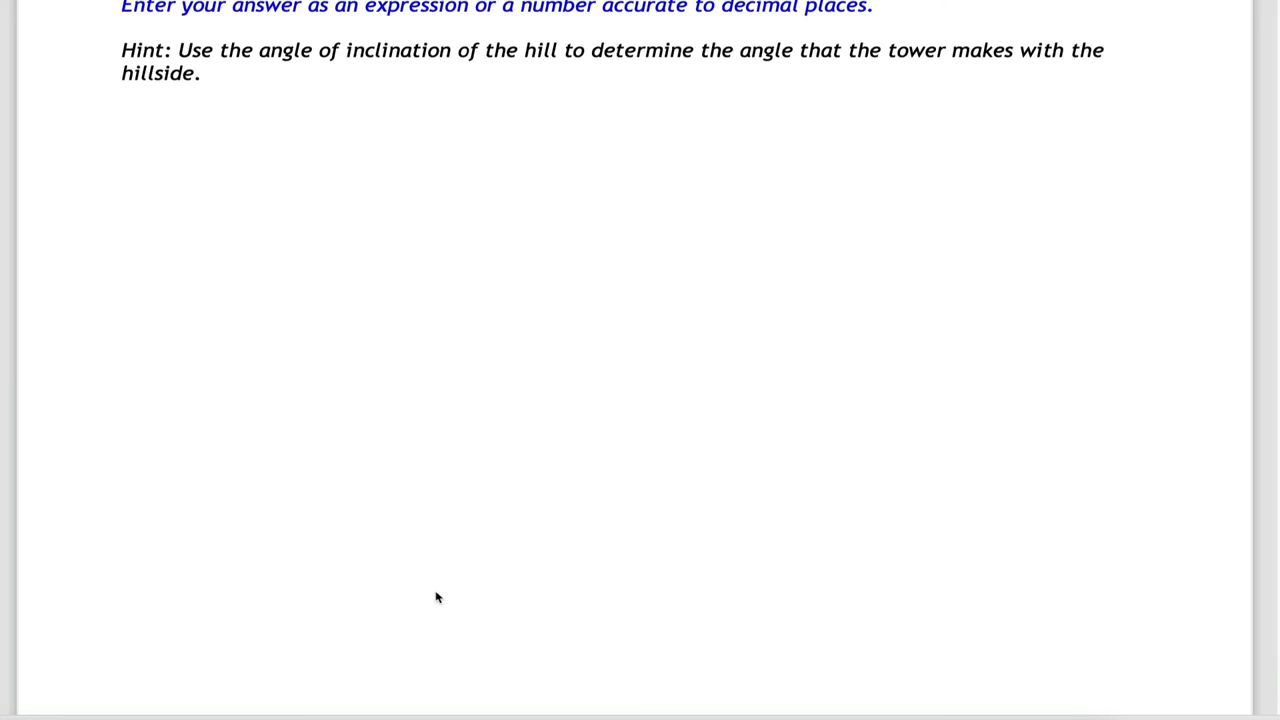 Enter your answer as an expression or a number accurate to decimal places.
Hint: Use the angle of inclination of the hill to determine the angle that the tower makes with the
hillside.